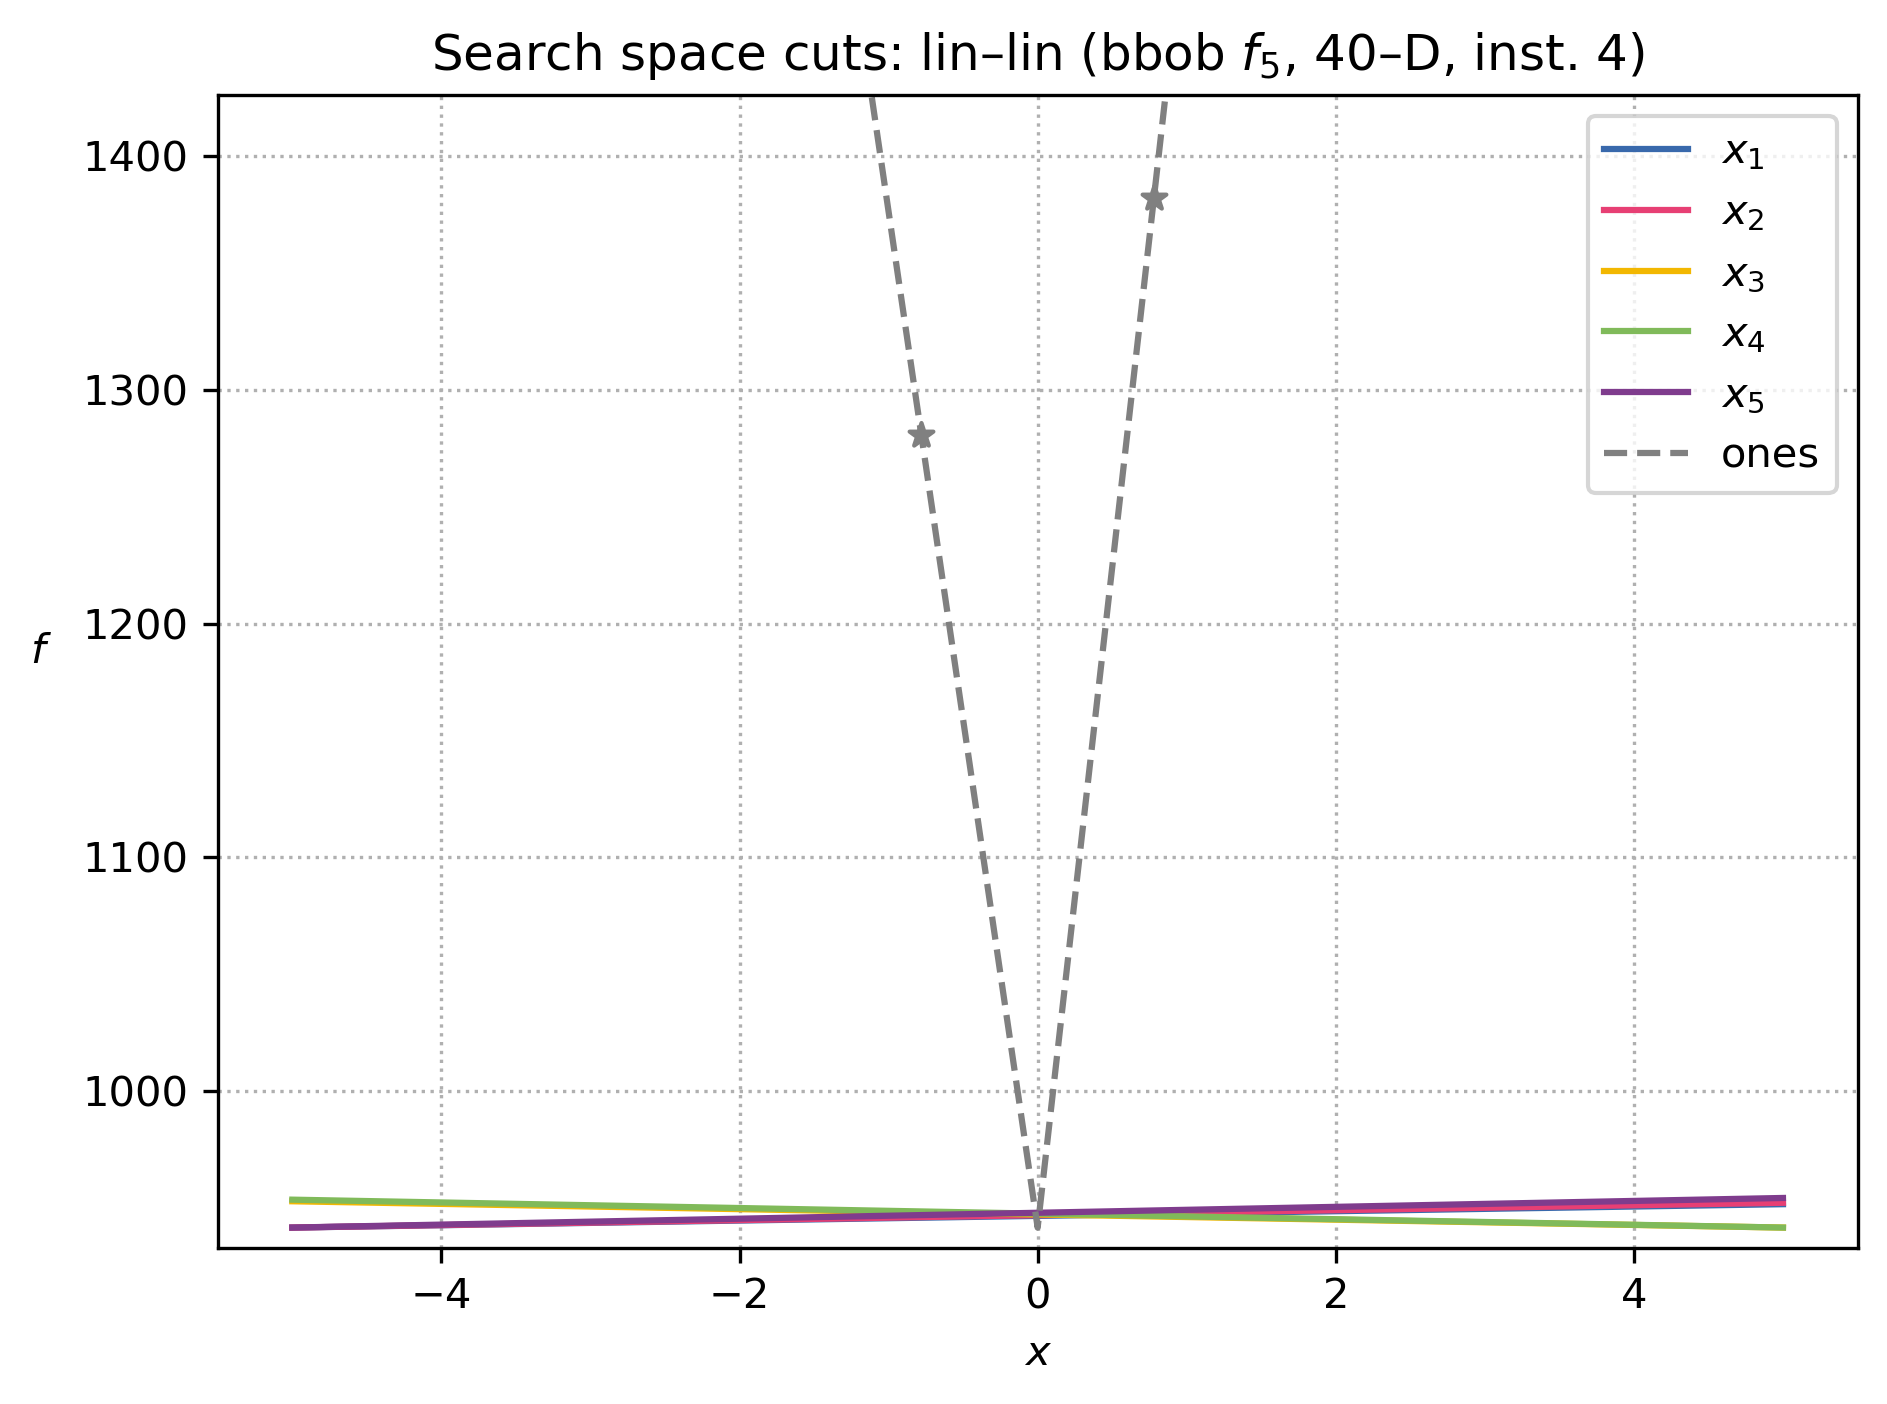 Search space cuts: lin–lin (bbob f₅, 40–D, inst. 4)
1400
1300
1200
1100
1000
f
−4
−2
0
2
4
x
x₁
x₂
x₃
x₄
x₅
ones